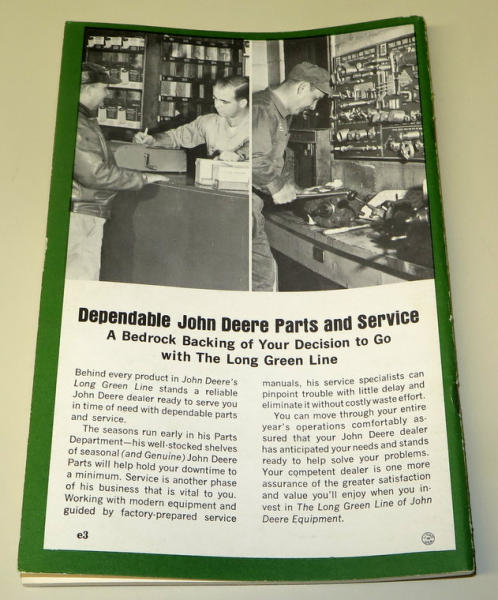 Dependable John Deere Parts and Service
A Bedrock Backing of Your Decision to Go
with The Long Green Line
Behind every product in John Deere's
Long Green Line stands a reliable
John Deere dealer ready to serve you
in time of need with dependable parts
and service.
The seasons run early in his Parts
Department—his well-stocked shelves
of seasonal (and Genuine) John Deere
Parts will help hold your downtime to
a minimum. Service is another phase
of his business that is vital to you.
Working with modern equipment and
guided by factory-prepared service
manuals, his service specialists can
pinpoint trouble with little delay and
eliminate it without costly waste effort.
You can move through your entire
year's operations comfortably as-
sured that your John Deere dealer
has anticipated your needs and stands
ready to help solve your problems.
Your competent dealer is one more
assurance of the greater satisfaction
and value you'll enjoy when you in-
vest in The Long Green Line of John
Deere Equipment.
e3